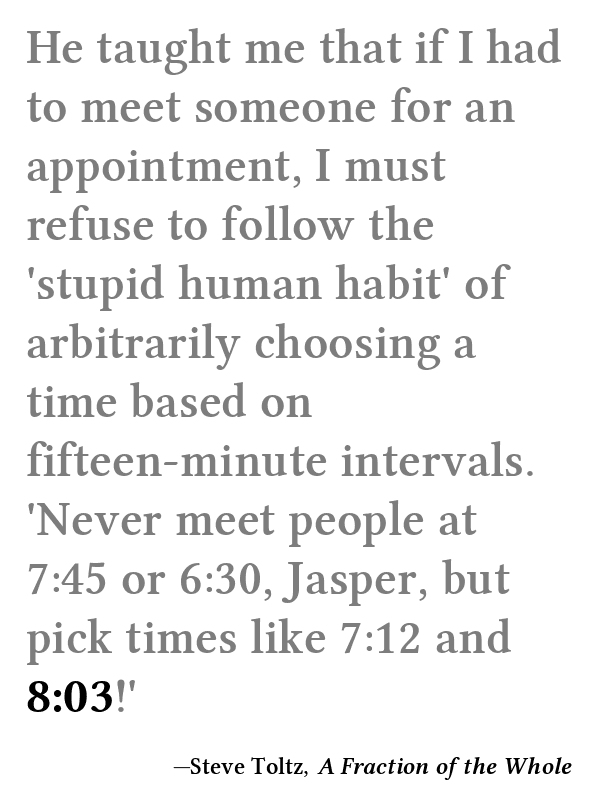 He taught me that if I had
to meet someone for an
appointment, I must
refuse to follow the
'stupid human habit' of
arbitrarily choosing a
time based on
fifteen-minute intervals.
'Never meet people at
7:45 or 6:30, Jasper, but
pick times like 7:12 and
8:03!'
—Steve Toltz, A Fraction of the Whole